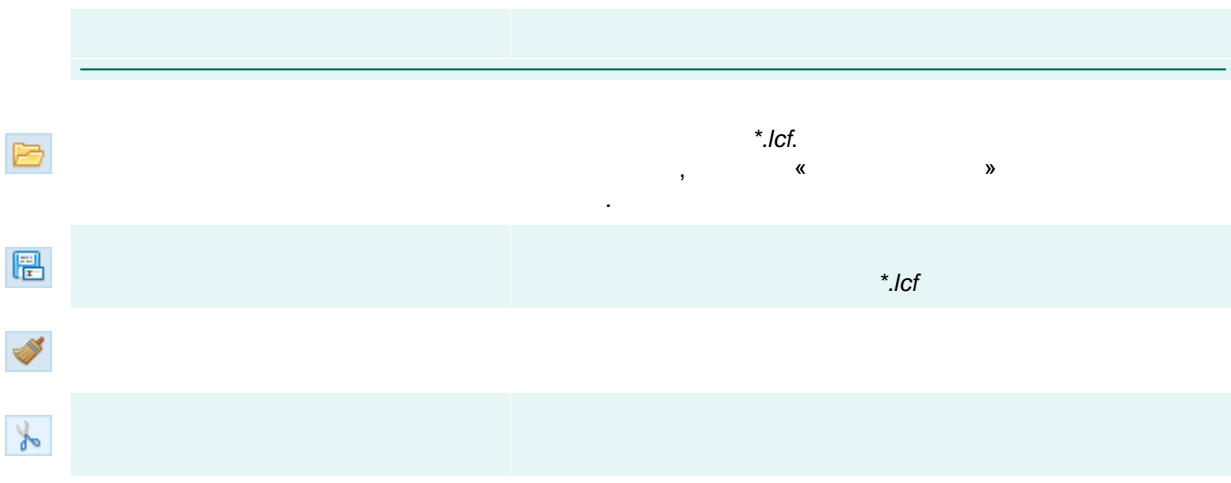 *.lcf.
, « »
.
*.lcf